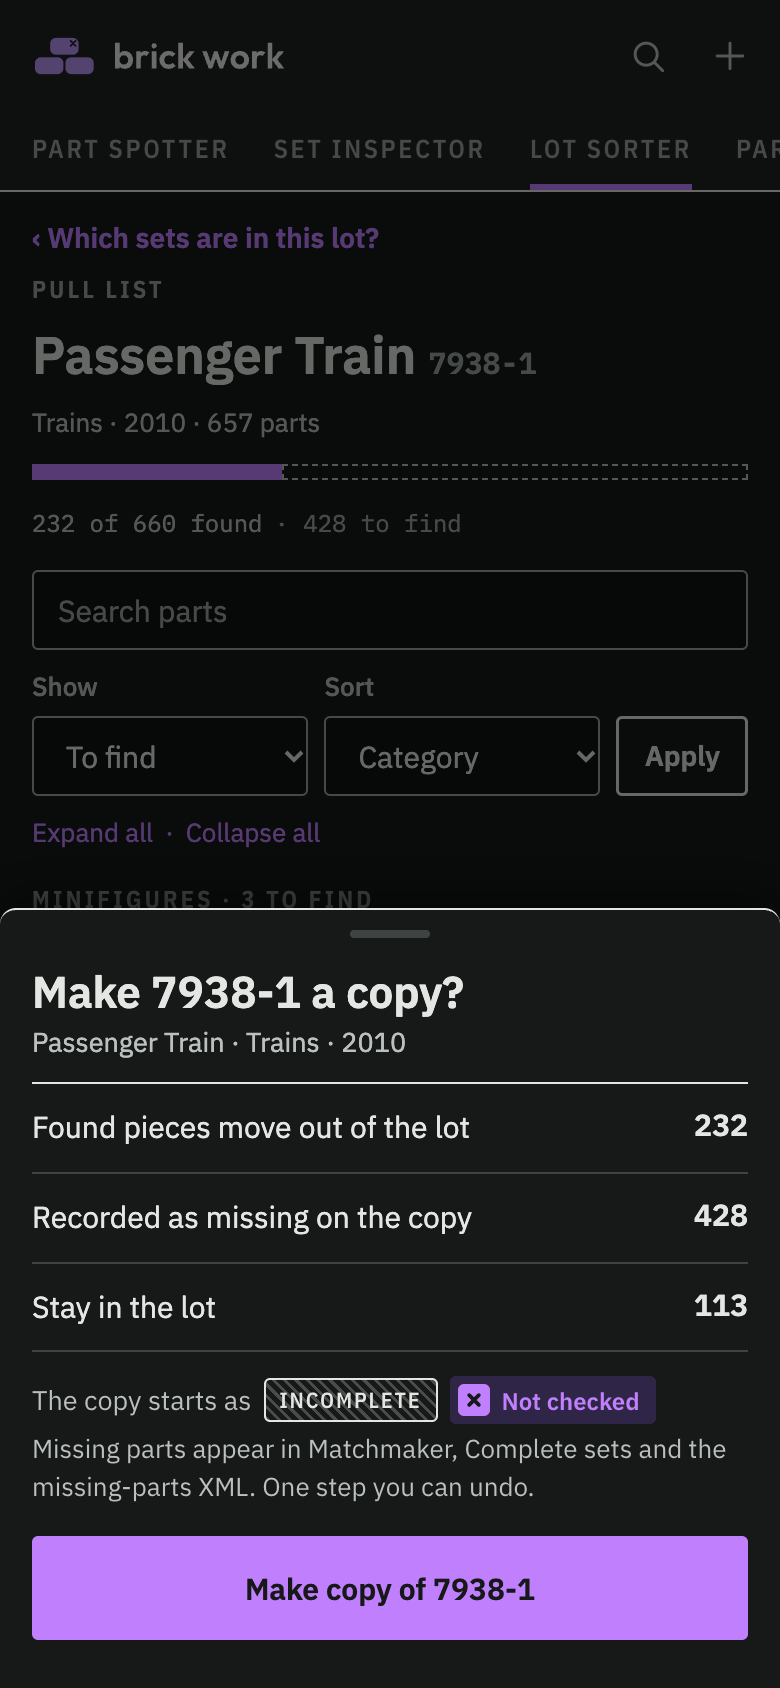 brick work
PART SPOTTER SET INSPECTOR LOT SORTER PAR
‹ Which sets are in this lot?
PULL LIST
Passenger Train 7938-1
Trains · 2010 · 657 parts
232 of 660 found · 428 to find
Search parts
Show Sort
To find Category Apply
Expand all · Collapse all
MINIFIGURES · 3 TO FIND
Make 7938-1 a copy?
Passenger Train · Trains · 2010
Found pieces move out of the lot 232
Recorded as missing on the copy 428
Stay in the lot 113
The copy starts as INCOMPLETE Not checked
Missing parts appear in Matchmaker, Complete sets and the
missing-parts XML. One step you can undo.
Make copy of 7938-1